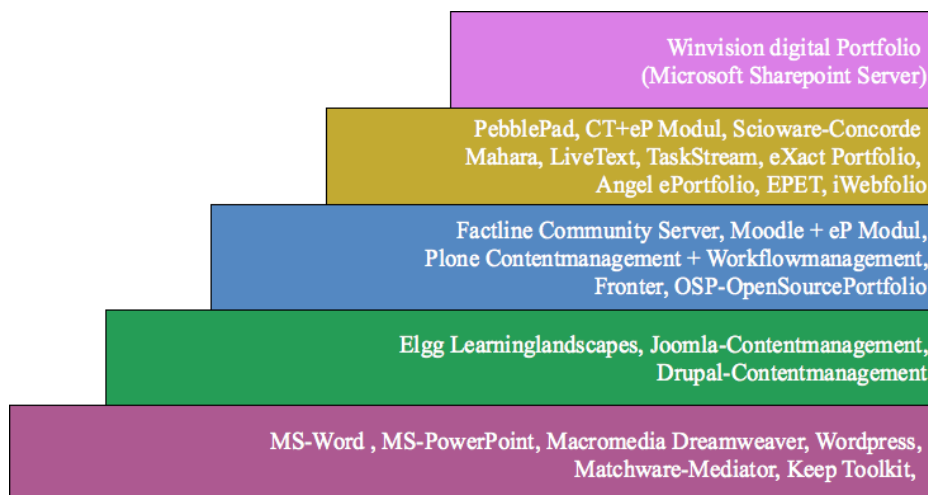 Winvision digital Portfolio
(Microsoft Sharepoint Server)
PebblePad, CT+eP Modul, Scioware-Concorde
Mahara, LiveText, TaskStream, eXact Portfolio,
Angel ePortfolio, EPET, iWebfolio
Factline Community Server, Moodle + eP Modul,
Plone Contentmanagement + Workflowmanagement,
Fronter, OSP-OpenSourcePortfolio
Elgg Learninglandscapes, Joomla-Contentmanagement,
Drupal-Contentmanagement
MS-Word , MS-PowerPoint, Macromedia Dreamweaver, Wordpress,
Matchware-Mediator, Keep Toolkit,